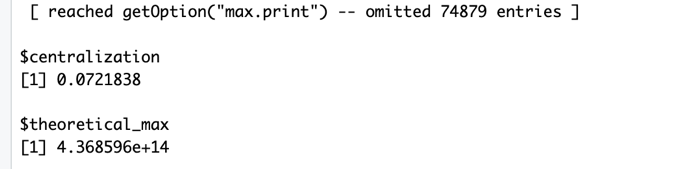 [ reached getOption("max.print") -- omitted 74879 entries ]
$centralization
[1] 0.0721838
$theoretical_max
[1] 4.368596e+14